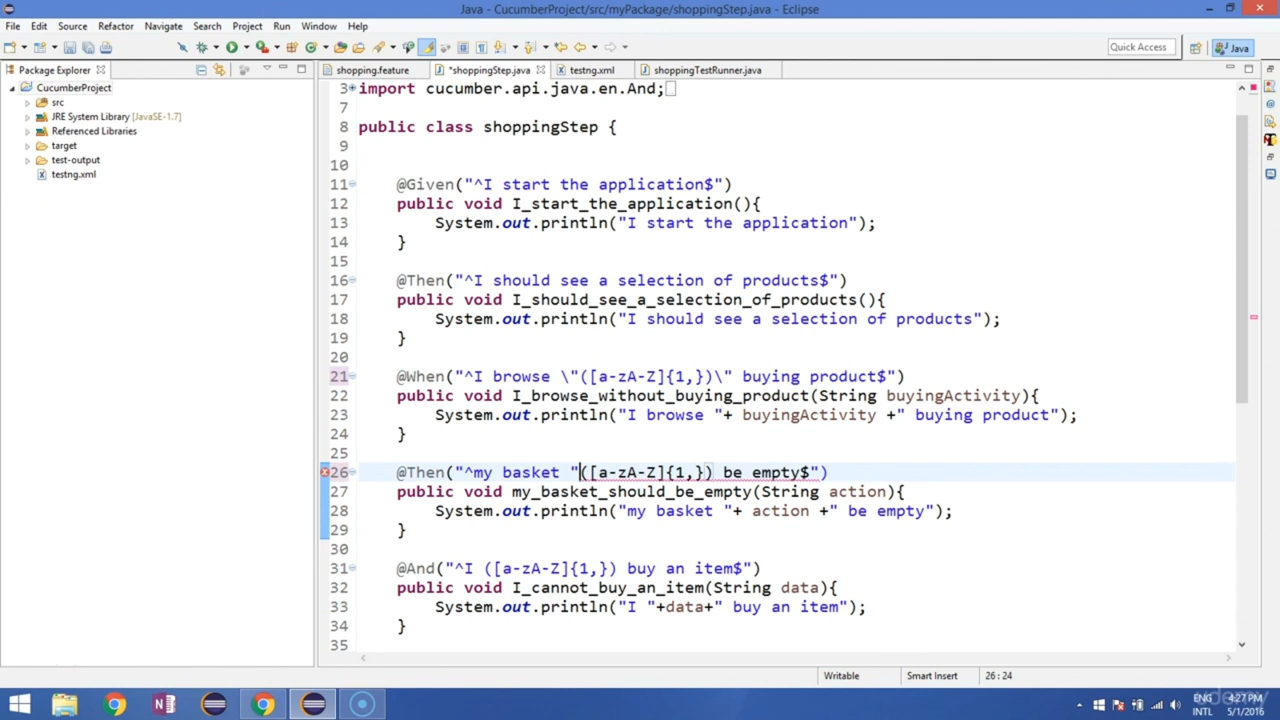 Java - CucumberProject/src/myPackage/shoppingStep.java - Eclipse
File Edit Source Refactor Navigate Search Project Run Window Help
Quick Access
Java
Package Explorer
shopping.feature
*shoppingStep.java
testng.xml
shoppingTestRunner.java
CucumberProject
src
JRE System Library [JavaSE-1.7]
Referenced Libraries
target
test-output
testng.xml
3 import cucumber.api.java.en.And;
7
8 public class shoppingStep {
9
10
11 @Given("^I start the application$")
12 public void I_start_the_application(){
13 System.out.println("I start the application");
14 }
15
16 @Then("^I should see a selection of products$")
17 public void I_should_see_a_selection_of_products(){
18 System.out.println("I should see a selection of products");
19 }
20
21 @When("^I browse \"([a-zA-Z]{1,})\" buying product$")
22 public void I_browse_without_buying_product(String buyingActivity){
23 System.out.println("I browse "+ buyingActivity +" buying product");
24 }
25
26 @Then("^my basket "([a-zA-Z]{1,}) be empty$")
27 public void my_basket_should_be_empty(String action){
28 System.out.println("my basket "+ action +" be empty");
29 }
30
31 @And("^I ([a-zA-Z]{1,}) buy an item$")
32 public void I_cannot_buy_an_item(String data){
33 System.out.println("I "+data+" buy an item");
34 }
35
Writable
Smart Insert
26 : 24
ENG
INTL
4:27 PM
5/1/2016
udemy